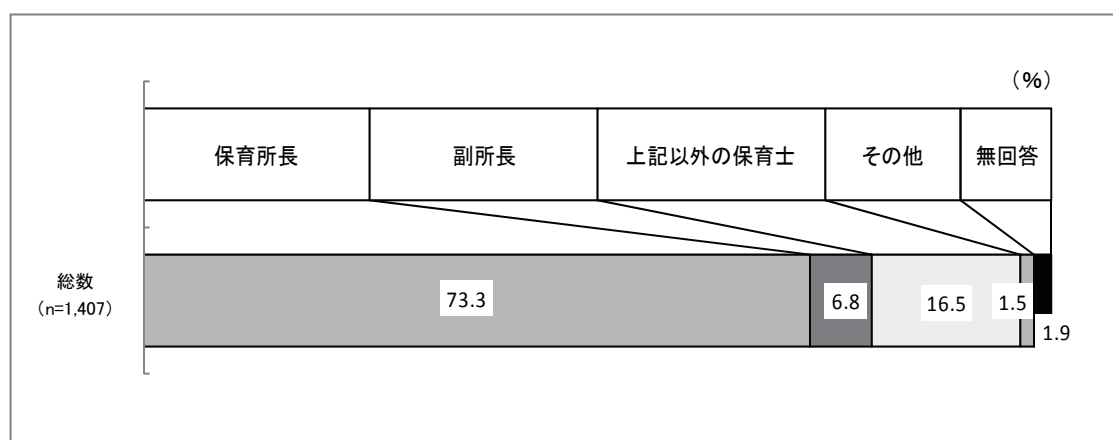 （%）
保育所長 副所長 上記以外の保育士 その他 無回答
総数
（n=1,407）
73.3 6.8 16.5 1.5
1.9